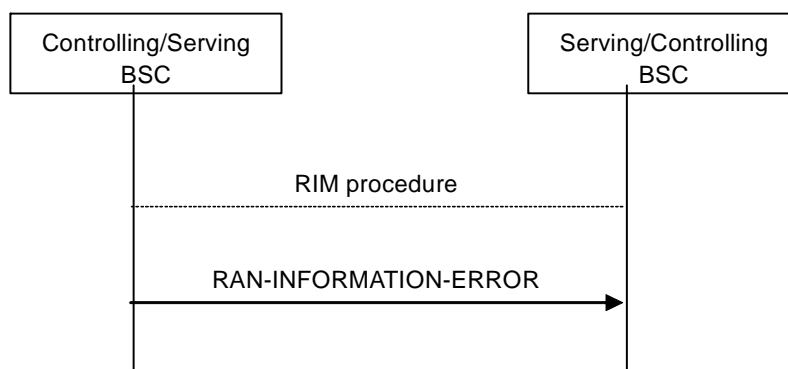 Controlling/Serving
BSC
Serving/Controlling
BSC
RIM procedure
RAN-INFORMATION-ERROR